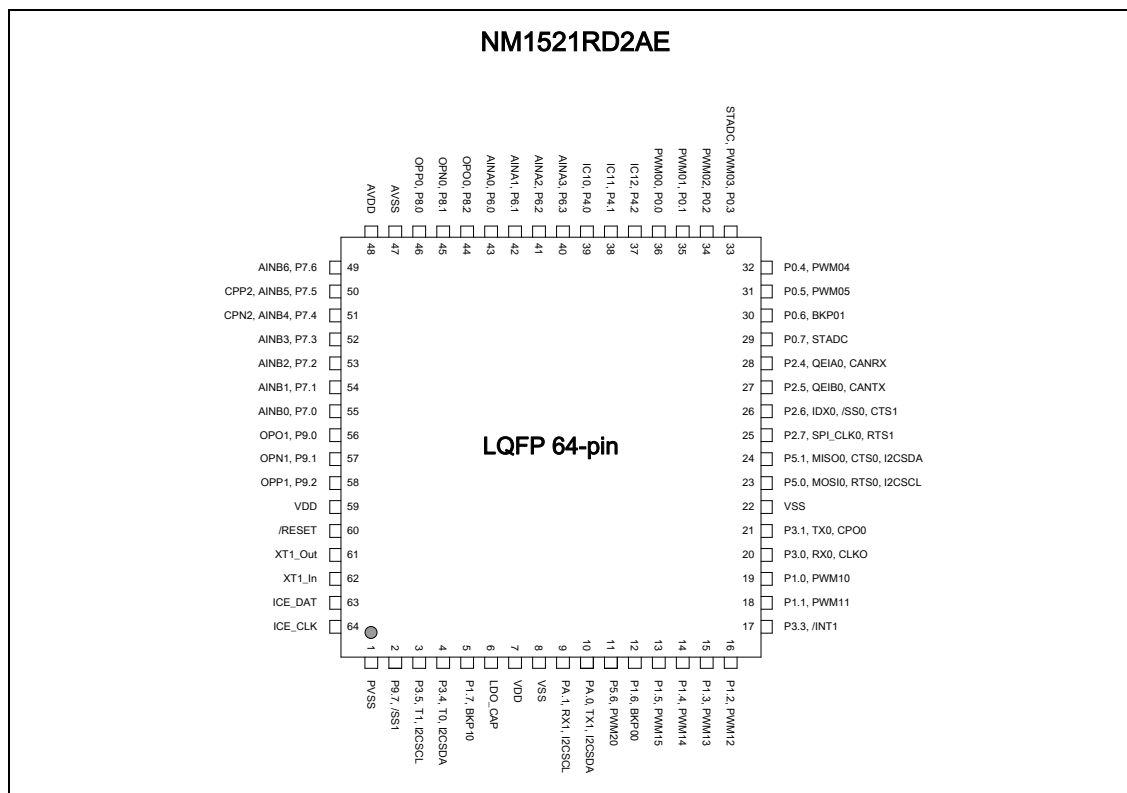 NM1521RD2AE
AVDD
AVSS
OPP0, P8.0
OPN0, P8.1
OPO0, P8.2
AINA0, P6.0
AINA1, P6.1
AINA2, P6.2
AINA3, P6.3
IC10, P4.0
IC11, P4.1
IC12, P4.2
PWM00, P0.0
PWM01, P0.1
PWM02, P0.2
STADC, PWM03, P0.3
48
47
46
45
44
43
42
41
40
39
38
37
36
35
34
33
AINB6, P7.6 49
CPP2, AINB5, P7.5 50
CPN2, AINB4, P7.4 51
AINB3, P7.3 52
AINB2, P7.2 53
AINB1, P7.1 54
AINB0, P7.0 55
OPO1, P9.0 56
OPN1, P9.1 57
OPP1, P9.2 58
VDD 59
/RESET 60
XT1_Out 61
XT1_In 62
ICE_DAT 63
ICE_CLK 64
LQFP 64-pin
32 P0.4, PWM04
31 P0.5, PWM05
30 P0.6, BKP01
29 P0.7, STADC
28 P2.4, QEIA0, CANRX
27 P2.5, QEIB0, CANTX
26 P2.6, IDX0, /SS0, CTS1
25 P2.7, SPI_CLK0, RTS1
24 P5.1, MISO0, CTS0, I2CSDA
23 P5.0, MOSI0, RTS0, I2CSCL
22 VSS
21 P3.1, TX0, CPO0
20 P3.0, RX0, CLKO
19 P1.0, PWM10
18 P1.1, PWM11
17 P3.3, /INT1
1
2
3
4
5
6
7
8
9
10
11
12
13
14
15
16
PVSS
P9.7, /SS1
P3.5, T1, I2CSCL
P3.4, T0, I2CSDA
P1.7, BKP10
LDO_CAP
VDD
VSS
PA.1, RX1, I2CSCL
PA.0, TX1, I2CSDA
P5.6, PWM20
P1.6, BKP00
P1.5, PWM15
P1.4, PWM14
P1.3, PWM13
P1.2, PWM12